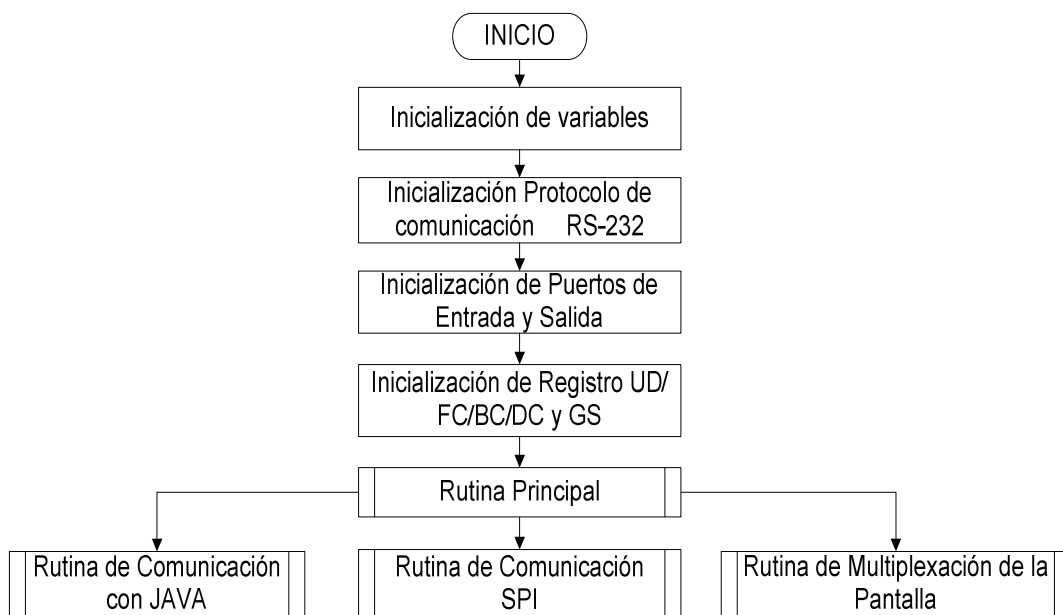 INICIO
Inicialización de variables
Inicialización Protocolo de
comunicación RS-232
Inicialización de Puertos de
Entrada y Salida
Inicialización de Registro UD/
FC/BC/DC y GS
Rutina Principal
Rutina de Comunicación
con JAVA
Rutina de Comunicación
SPI
Rutina de Multiplexación de la
Pantalla